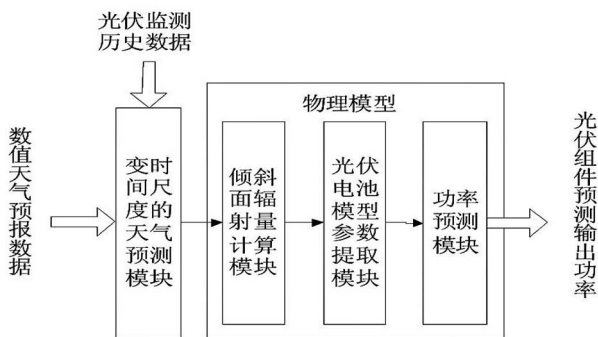 光伏监测
历史数据
物理模型
数值天气预报数据
变时
间尺
度的
天气
预测
模块
倾斜
面辐
射量
计算
模块
光伏
电池
模型
参数
提取
模块
功率
预测
模块
光伏组件预测输出功率